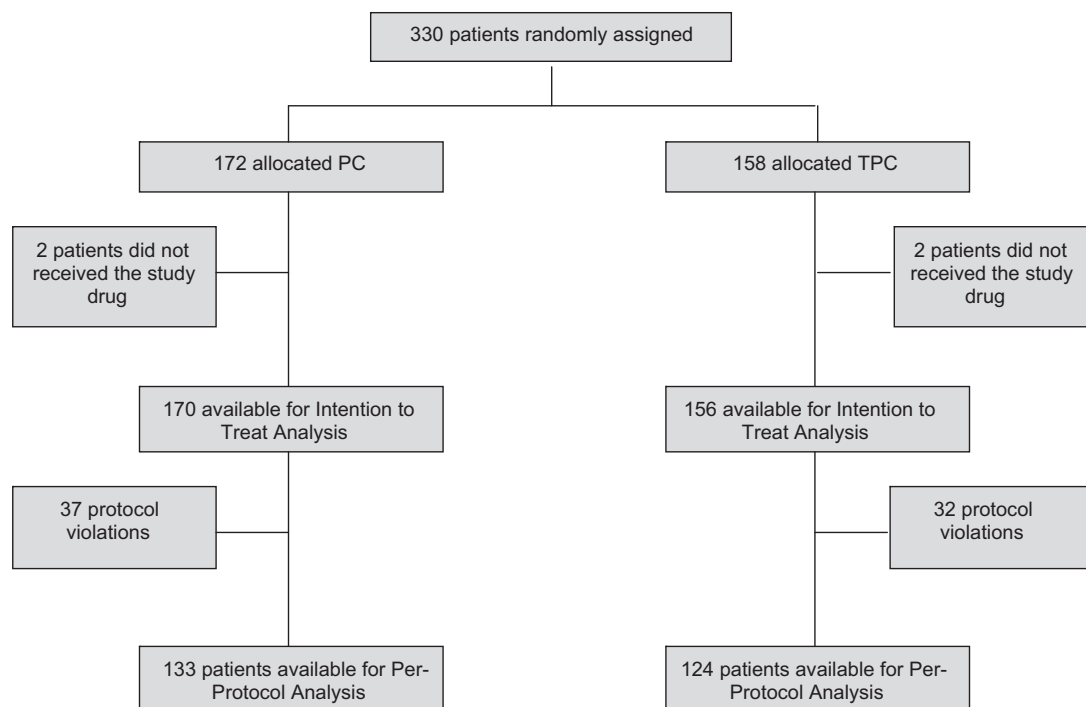 330 patients randomly assigned
172 allocated PC
158 allocated TPC
2 patients did not
received the study
drug
2 patients did not
received the study
drug
170 available for Intention to
Treat Analysis
156 available for Intention to
Treat Analysis
37 protocol
violations
32 protocol
violations
133 patients available for Per-
Protocol Analysis
124 patients available for Per-
Protocol Analysis